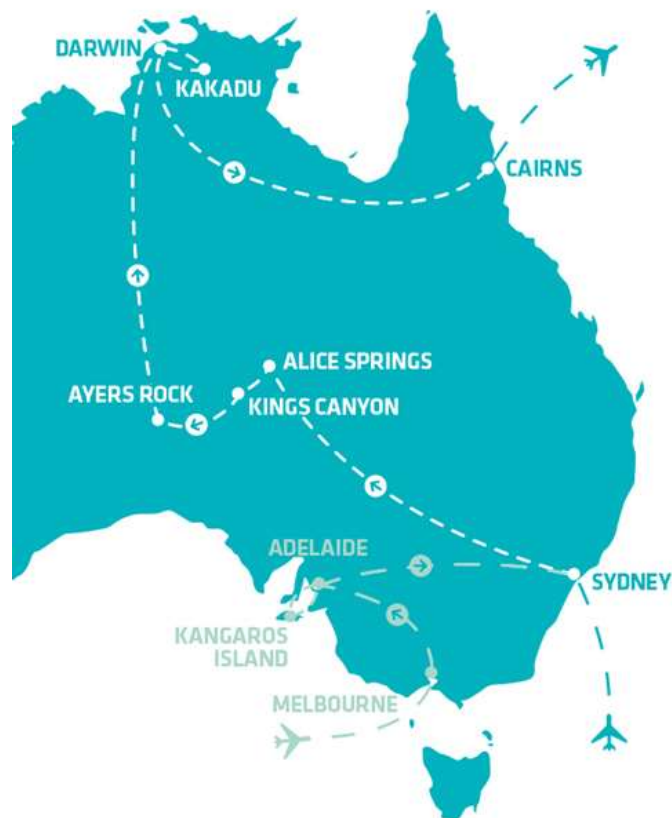 DARWIN
KAKADU
CAIRNS
ALICE SPRINGS
AYERS ROCK
KINGS CANYON
ADELAIDE
SYDNEY
KANGAROS
ISLAND
MELBOURNE